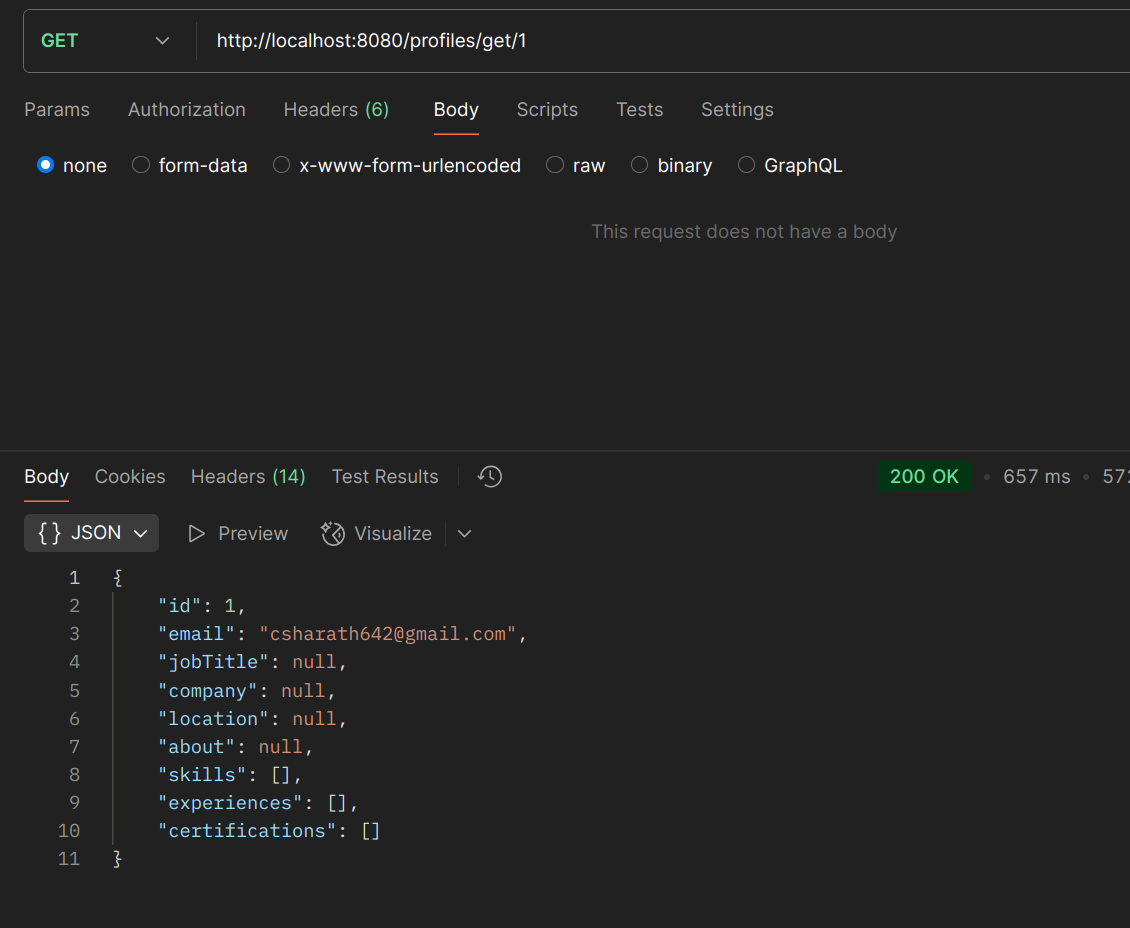 GET http://localhost:8080/profiles/get/1
Params Authorization Headers (6) Body Scripts Tests Settings
none form-data x-www-form-urlencoded raw binary GraphQL
This request does not have a body
Body Cookies Headers (14) Test Results 200 OK • 657 ms • 572
{} JSON Preview Visualize
1 {
2 "id": 1,
3 "email": "csharath642@gmail.com",
4 "jobTitle": null,
5 "company": null,
6 "location": null,
7 "about": null,
8 "skills": [],
9 "experiences": [],
10 "certifications": []
11 }